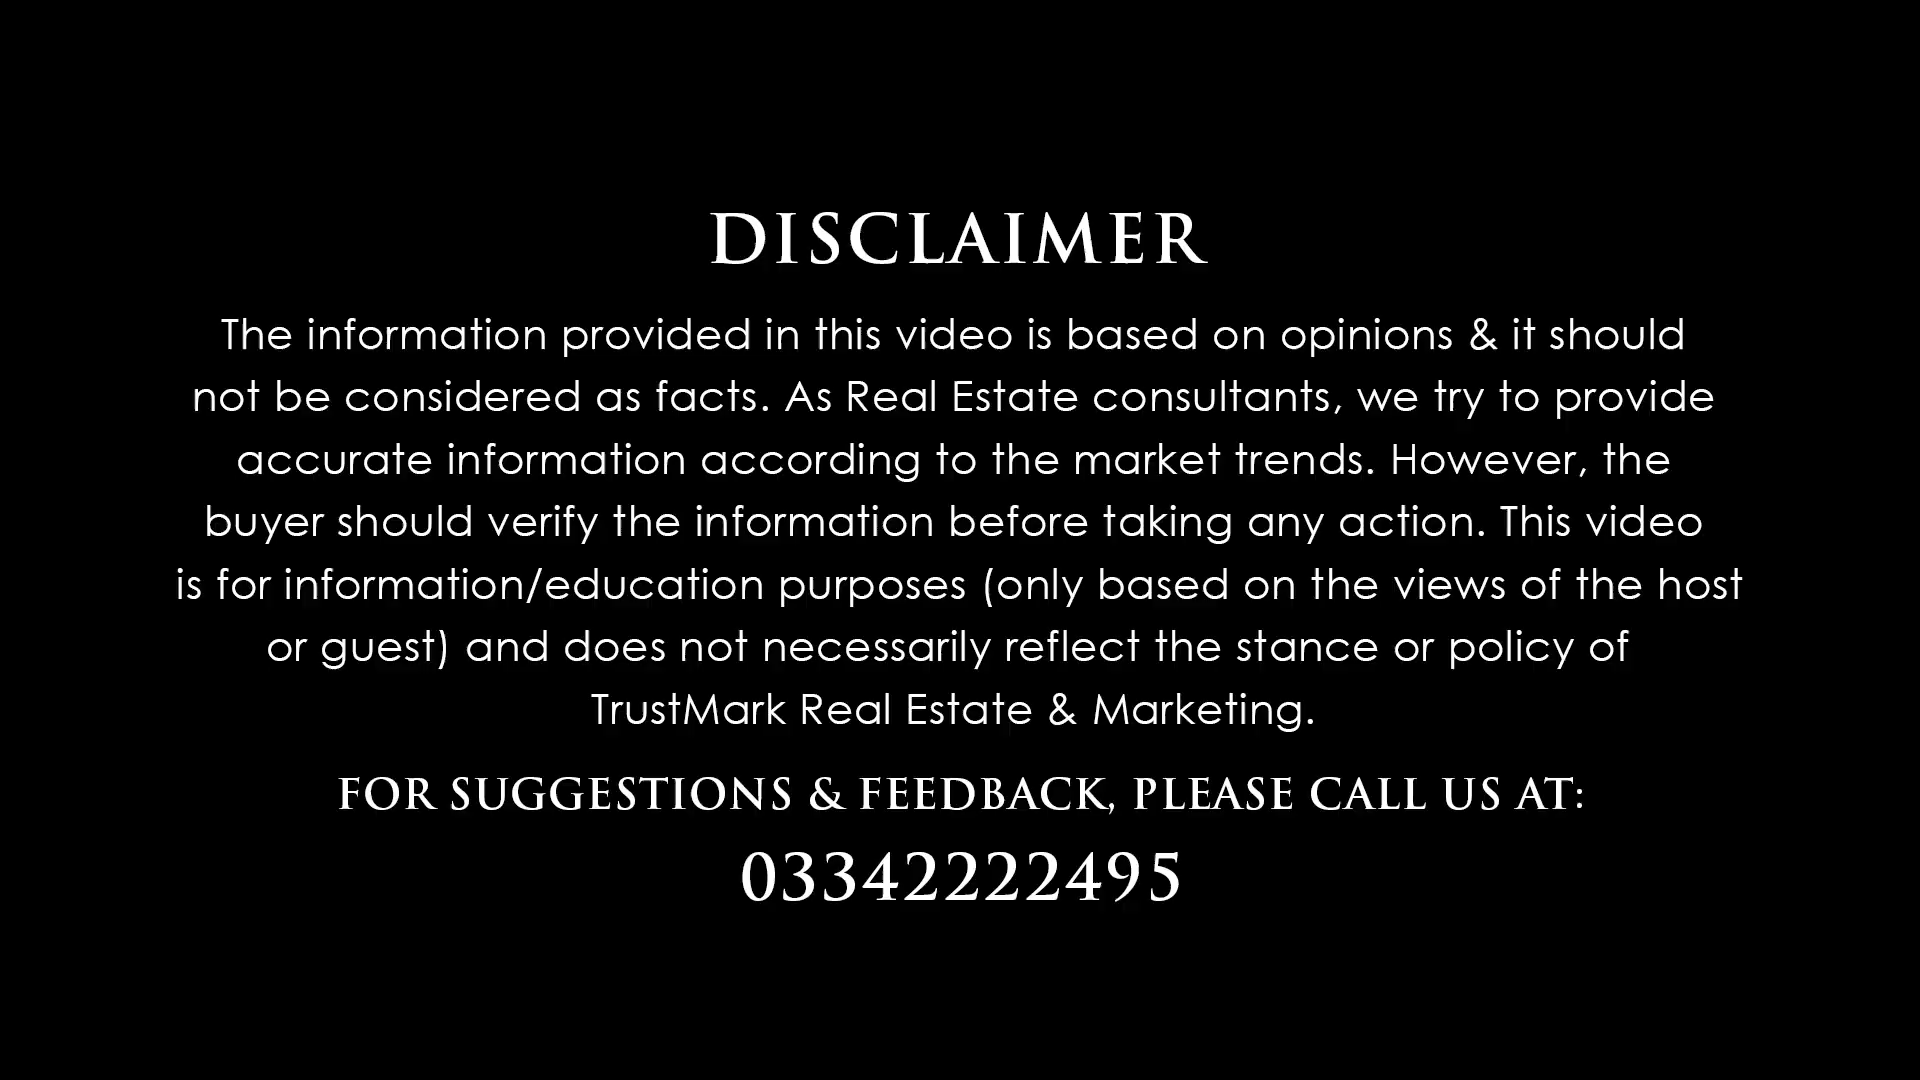 DISCLAIMER
The information provided in this video is based on opinions & it should
not be considered as facts. As Real Estate consultants, we try to provide
accurate information according to the market trends. However, the
buyer should verify the information before taking any action. This video
is for information/education purposes (only based on the views of the host
or guest) and does not necessarily reflect the stance or policy of
TrustMark Real Estate & Marketing.
FOR SUGGESTIONS & FEEDBACK, PLEASE CALL US AT:
03342222495